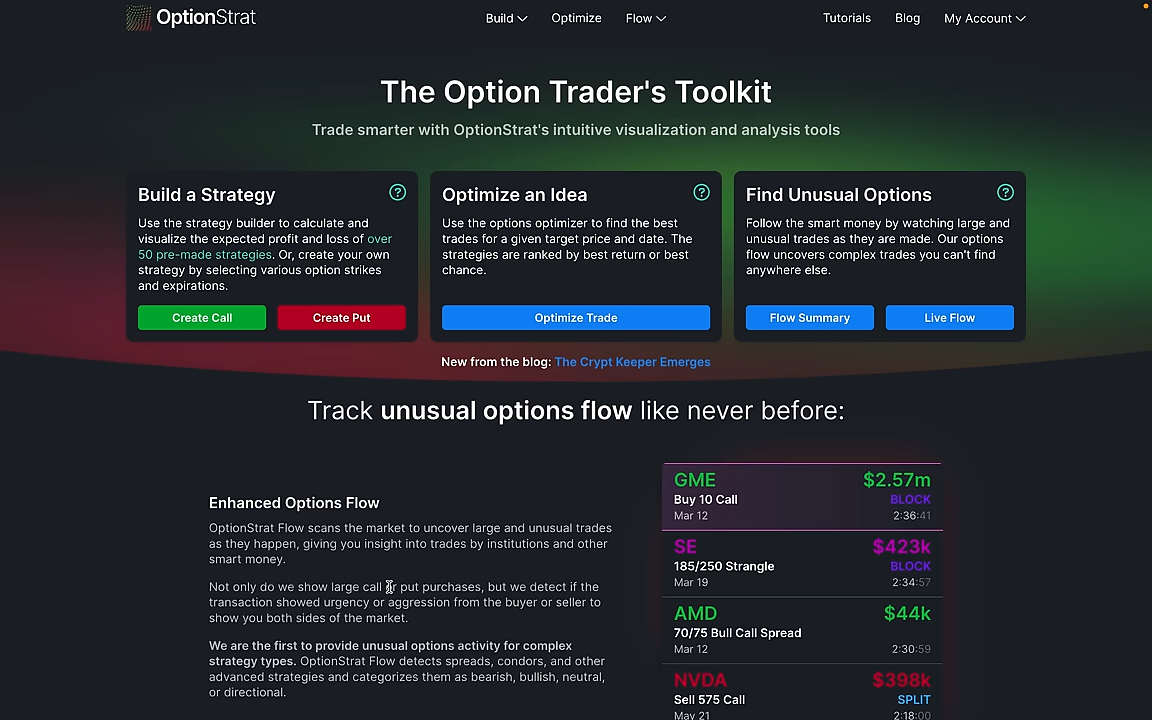 OptionStrat
Build
Optimize
Flow
Tutorials
Blog
My Account
The Option Trader's Toolkit
Trade smarter with OptionStrat's intuitive visualization and analysis tools
Build a Strategy
?
Use the strategy builder to calculate and
visualize the expected profit and loss of over
50 pre-made strategies. Or, create your own
strategy by selecting various option strikes
and expirations.
Create Call
Create Put
Optimize an Idea
?
Use the options optimizer to find the best
trades for a given target price and date. The
strategies are ranked by best return or best
chance.
Optimize Trade
Find Unusual Options
?
Follow the smart money by watching large and
unusual trades as they are made. Our options
flow uncovers complex trades you can't find
anywhere else.
Flow Summary
Live Flow
New from the blog: The Crypt Keeper Emerges
Track unusual options flow like never before:
Enhanced Options Flow
OptionStrat Flow scans the market to uncover large and unusual trades
as they happen, giving you insight into trades by institutions and other
smart money.
Not only do we show large call or put purchases, but we detect if the
transaction showed urgency or aggression from the buyer or seller to
show you both sides of the market.
We are the first to provide unusual options activity for complex
strategy types. OptionStrat Flow detects spreads, condors, and other
advanced strategies and categorizes them as bearish, bullish, neutral,
or directional.
GME $2.57m
Buy 10 Call BLOCK
Mar 12 2:36:41
SE $423k
185/250 Strangle BLOCK
Mar 19 2:34:57
AMD $44k
70/75 Bull Call Spread
Mar 12 2:30:59
NVDA $398k
Sell 575 Call SPLIT
May 21 2:18:00